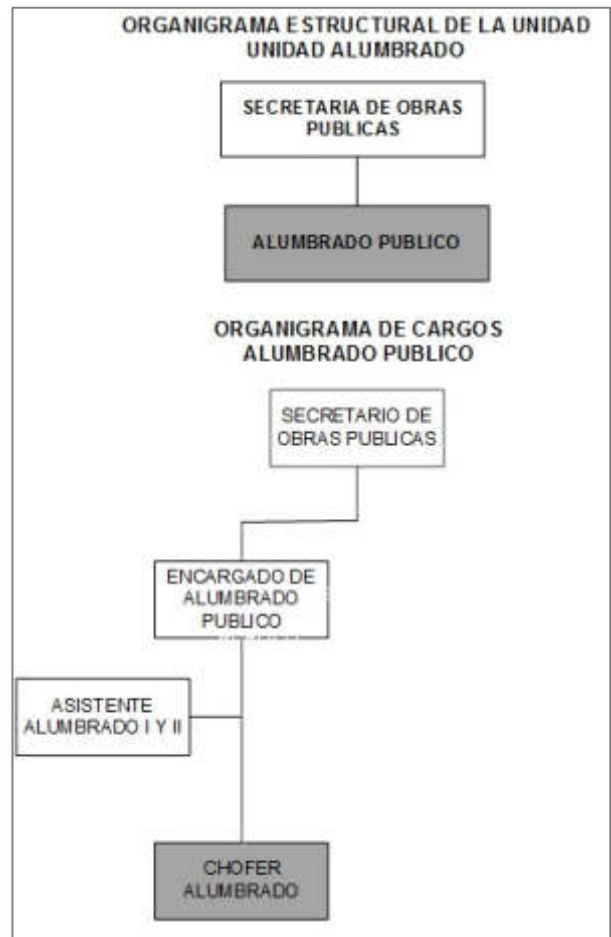 ORGANIGRAMA ESTRUCTURAL DE LA UNIDAD
UNIDAD ALUMBRADO
SECRETARIA DE OBRAS
PUBLICAS
ALUMBRADO PUBLICO
ORGANIGRAMA DE CARGOS
ALUMBRADO PUBLICO
SECRETARIO DE
OBRAS PUBLICAS
ENCARGADO DE
ALUMBRADO
PUBLICO
ASISTENTE
ALUMBRADO I Y II
CHOFER
ALUMBRADO